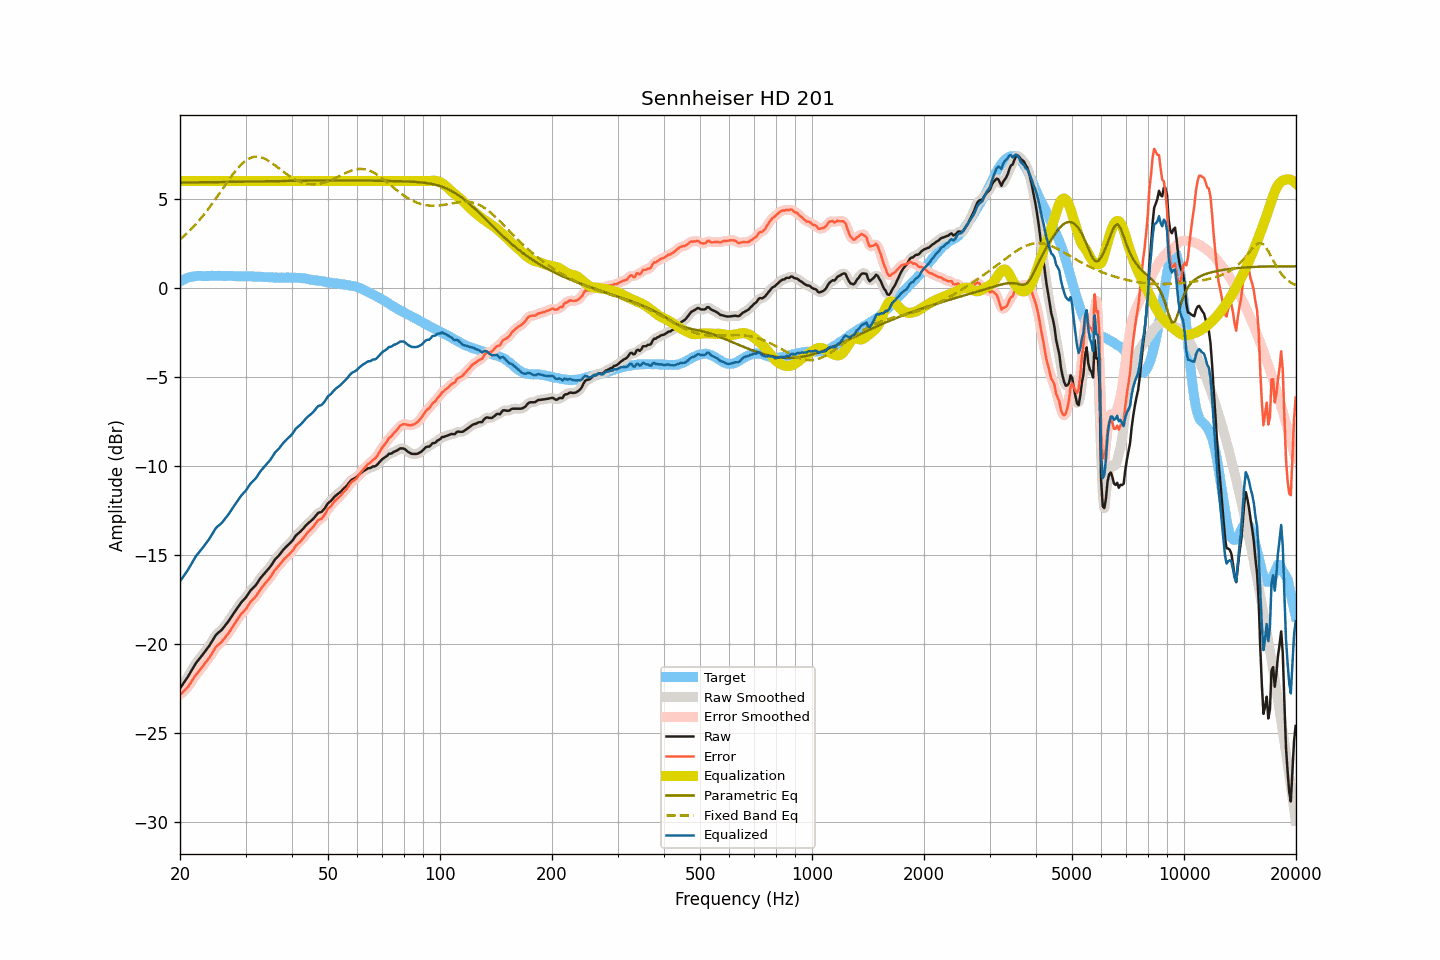 Sennheiser HD 201
5
0
−5
−10
−15
−20
−25
−30
Amplitude (dBr)
Target
Raw Smoothed
Error Smoothed
Raw
Error
Equalization
Parametric Eq
Fixed Band Eq
Equalized
20 50 100 200 500 1000 2000 5000 10000 20000
Frequency (Hz)